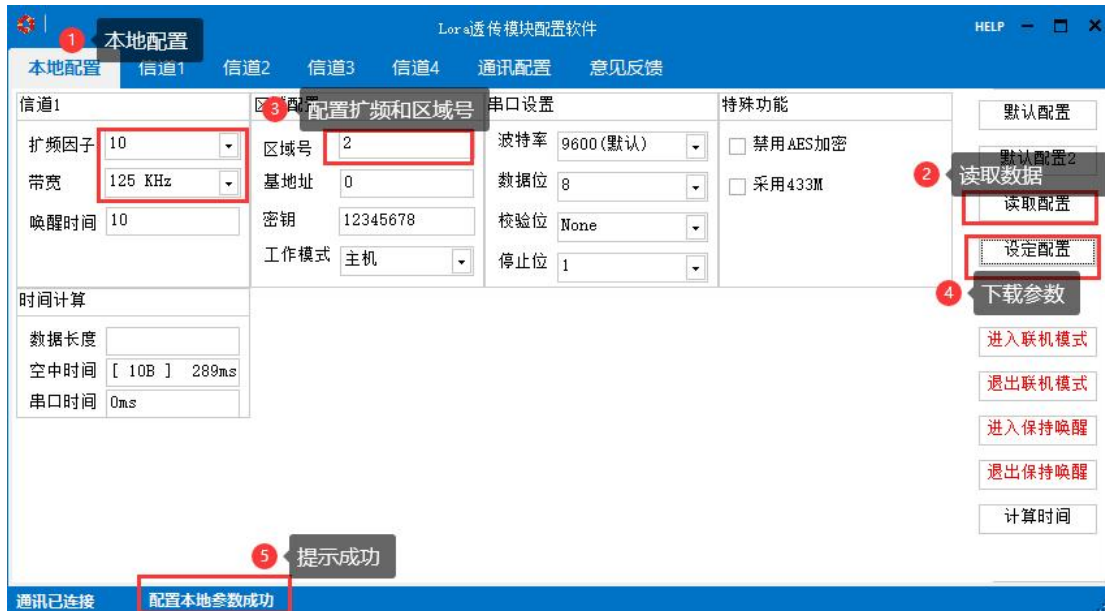 Lora透传模块配置软件
HELP
1 本地配置
本地配置 信道1 信道2 信道3 信道4 通讯配置 意见反馈
信道1
扩频因子 10
带宽 125 KHz
唤醒时间 10
3 配置扩频和区域号
区域号 2
基地址 0
密钥 12345678
工作模式 主机
串口设置
波特率 9600(默认)
数据位 8
校验位 None
停止位 1
特殊功能
禁用AES加密
采用433M
默认配置
默认配置2
2 读取数据
读取配置
设定配置
4 下载参数
进入联机模式
退出联机模式
进入保持唤醒
退出保持唤醒
计算时间
时间计算
数据长度
空中时间 [ 10B ] 289ms
串口时间 0ms
5 提示成功
通讯已连接 配置本地参数成功